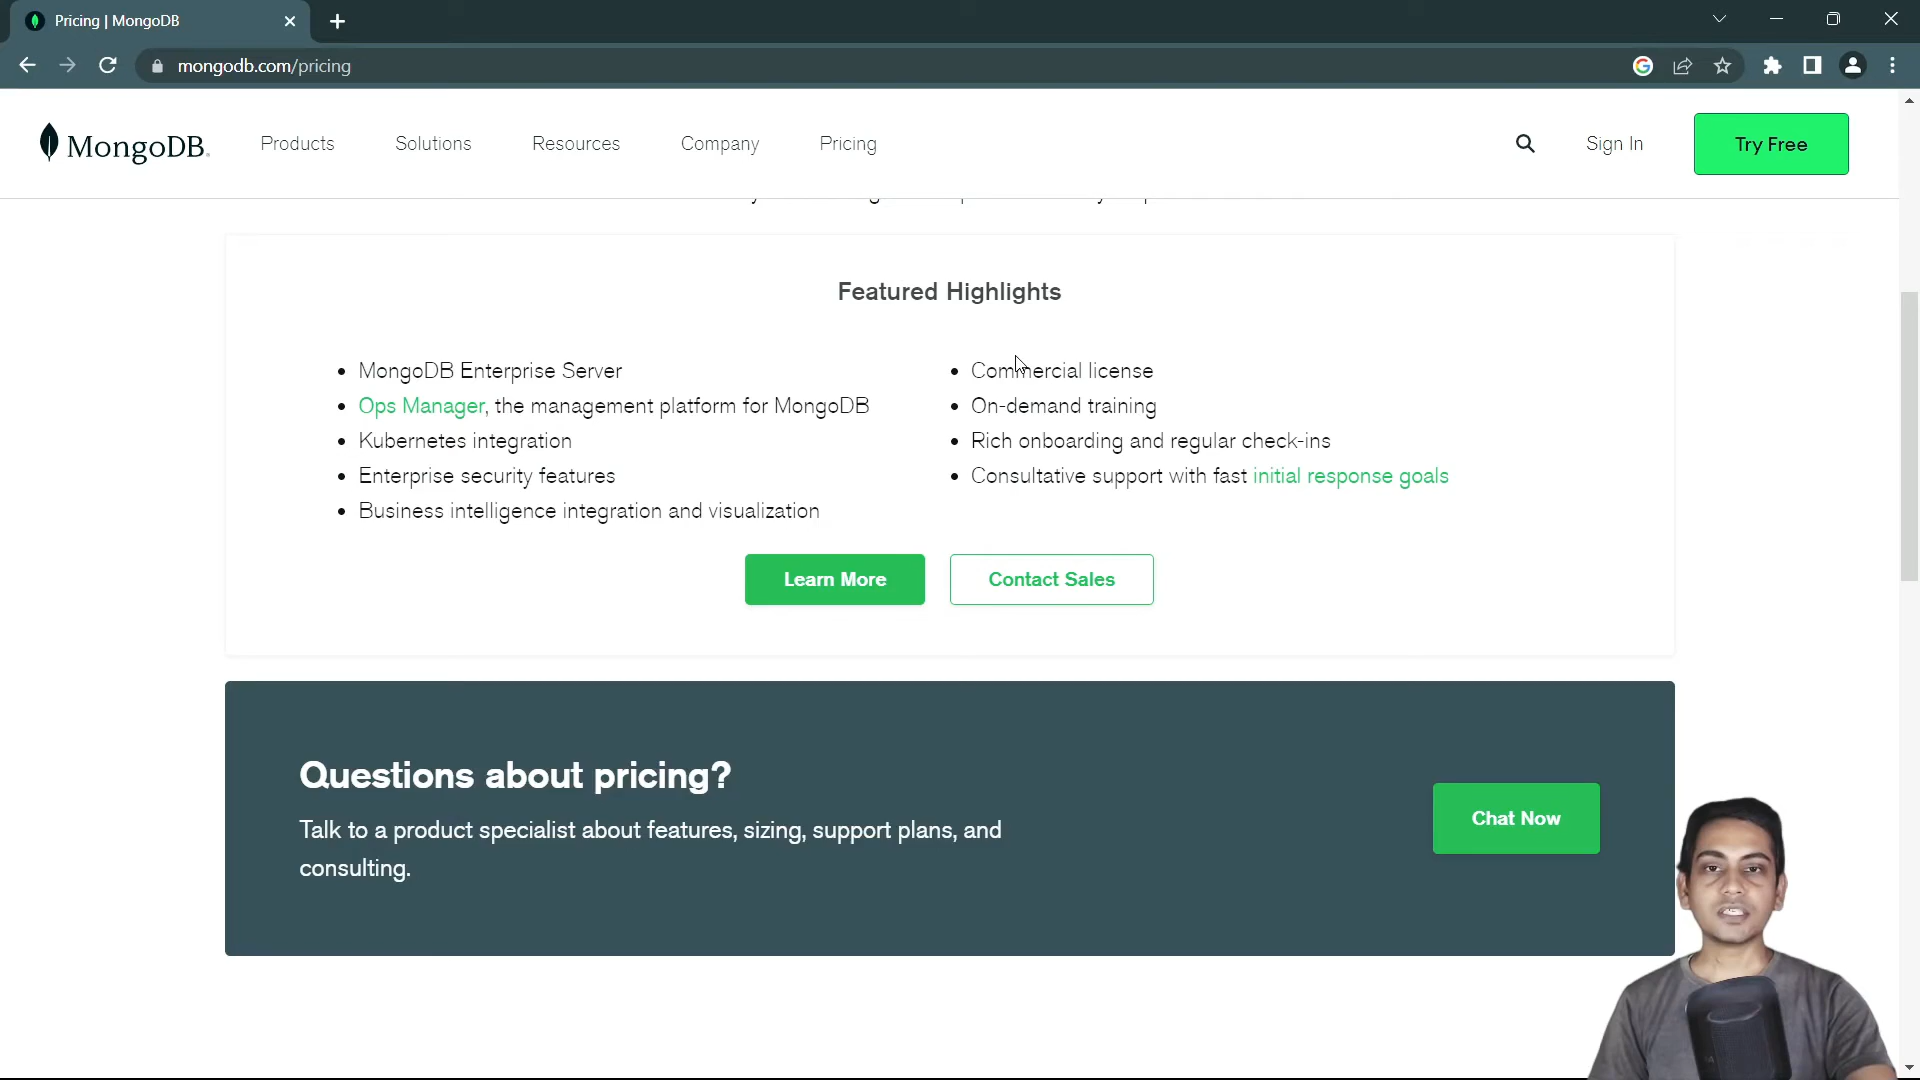 Pricing | MongoDB
mongodb.com/pricing
MongoDB.
Products
Solutions
Resources
Company
Pricing
Sign In
Try Free
Featured Highlights
MongoDB Enterprise Server
Ops Manager, the management platform for MongoDB
Kubernetes integration
Enterprise security features
Business intelligence integration and visualization
Commercial license
On-demand training
Rich onboarding and regular check-ins
Consultative support with fast initial response goals
Learn More
Contact Sales
Questions about pricing?
Talk to a product specialist about features, sizing, support plans, and
consulting.
Chat Now